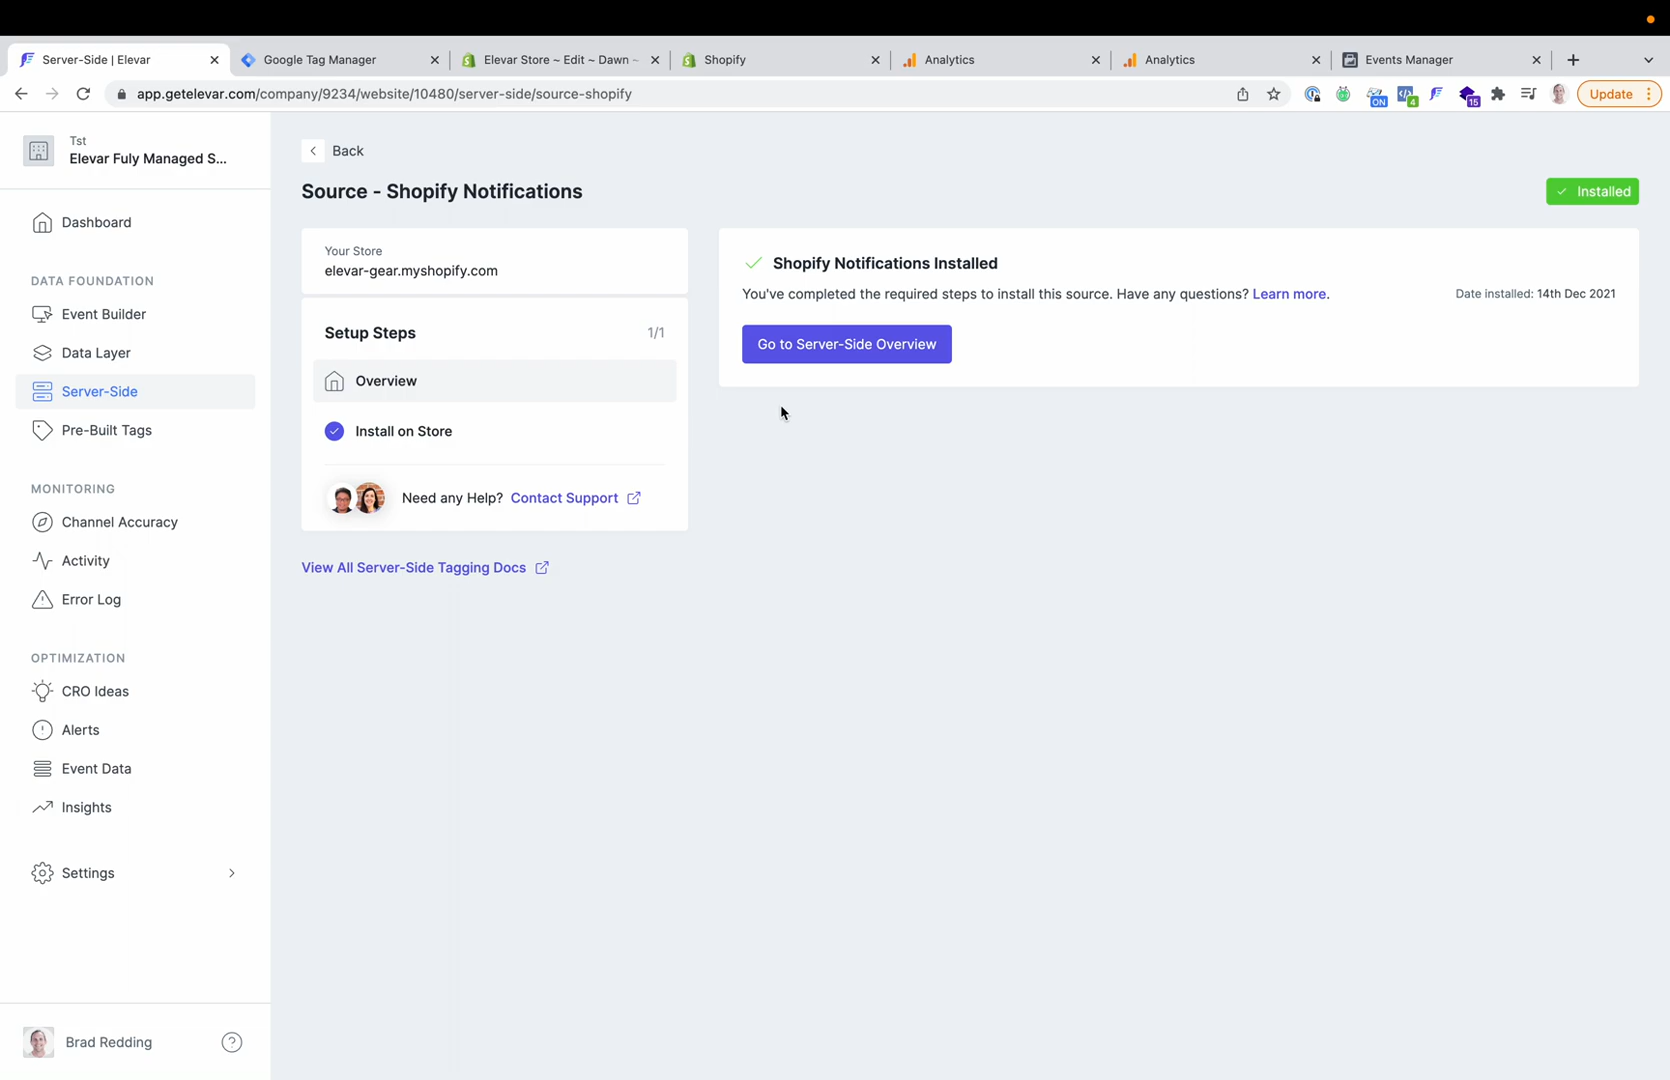 Server-Side | Elevar
Google Tag Manager
Elevar Store ~ Edit ~ Dawn ~
Shopify
Analytics
Analytics
Events Manager
app.getelevar.com/company/9234/website/10480/server-side/source-shopify
ON
4
15
Update
Tst
Elevar Fuly Managed S...
Dashboard
DATA FOUNDATION
Event Builder
Data Layer
Server-Side
Pre-Built Tags
MONITORING
Channel Accuracy
Activity
Error Log
OPTIMIZATION
CRO Ideas
Alerts
Event Data
Insights
Settings
Brad Redding
Back
Source - Shopify Notifications
Installed
Your Store
elevar-gear.myshopify.com
Setup Steps 1/1
Overview
Install on Store
Need any Help? Contact Support
View All Server-Side Tagging Docs
Shopify Notifications Installed
You've completed the required steps to install this source. Have any questions? Learn more.
Date installed: 14th Dec 2021
Go to Server-Side Overview